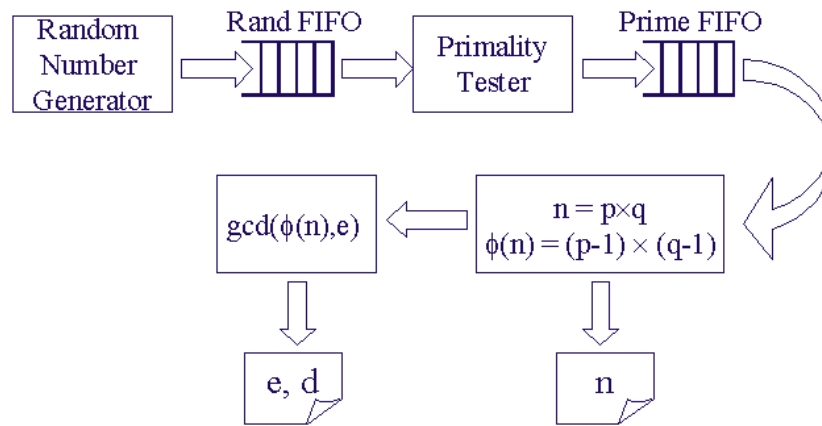 Random
Number
Generator
Rand FIFO
Primality
Tester
Prime FIFO
gcd(ϕ(n),e)
n = p×q
ϕ(n) = (p-1) × (q-1)
e, d
n